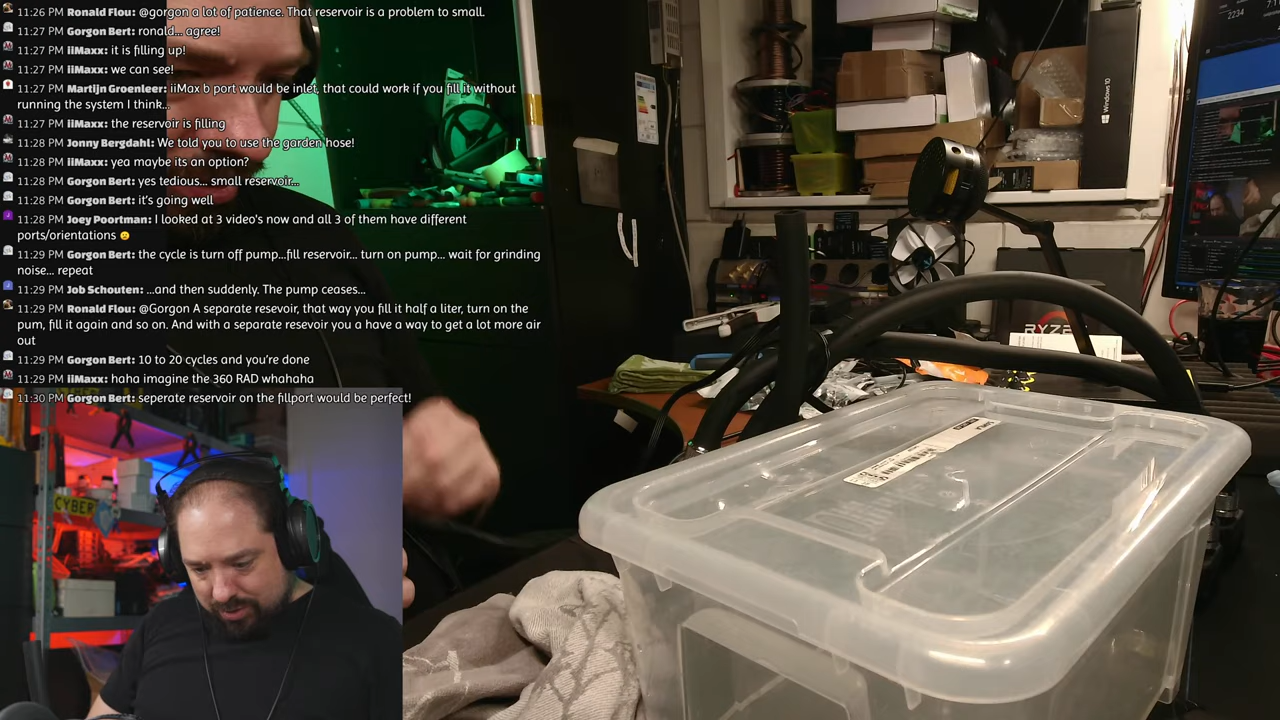 11:26 PM Ronald Flou: @gorgon a lot of patience. That reservoir is a problem to small.
11:27 PM Gorgon Bert: ronald... agree!
11:27 PM iiMaxx: it is filling up!
11:27 PM iiMaxx: we can see!
11:27 PM Martijn Groenleer: iiMax b port would be inlet, that could work if you fill it without
running the system I think...
11:27 PM iiMaxx: the reservoir is filling
11:28 PM Jonny Bergdahl: We told you to use the garden hose!
11:28 PM iiMaxx: yea maybe its an option?
11:28 PM Gorgon Bert: yes tedious... small reservoir...
11:28 PM Gorgon Bert: it's going well
11:28 PM Joey Poortman: I looked at 3 video's now and all 3 of them have different
ports/orientations
11:29 PM Gorgon Bert: the cycle is turn off pump...fill reservoir... turn on pump... wait for grinding
noise... repeat
11:29 PM Job Schouten: ...and then suddenly. The pump ceases...
11:29 PM Ronald Flou: @Gorgon A separate resevoir, that way you fill it half a liter, turn on the
pum, fill it again and so on. And with a separate resevoir you a have a way to get a lot more air
out
11:29 PM Gorgon Bert: 10 to 20 cycles and you're done
11:29 PM iiMaxx: haha imagine the 360 RAD whahaha
11:30 PM Gorgon Bert: seperate reservoir on the fillport would be perfect!
Windows 10
RYZE
CYBER